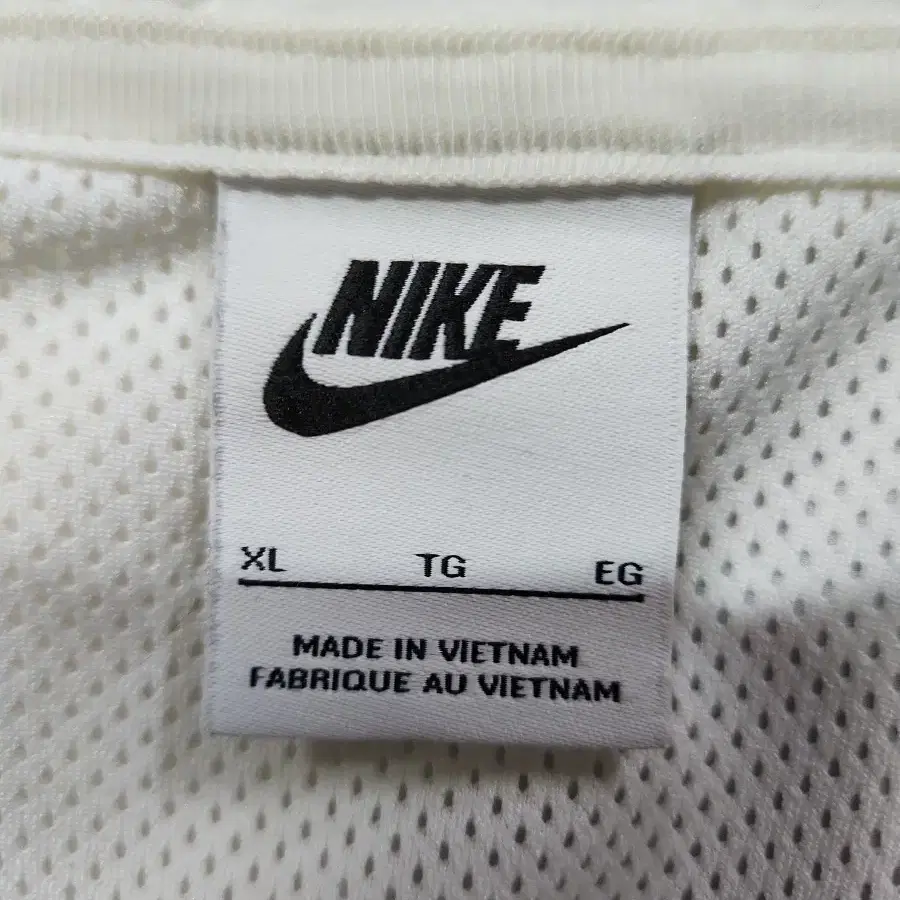 NIKE
XL TG EG
MADE IN VIETNAM
FABRIQUE AU VIETNAM